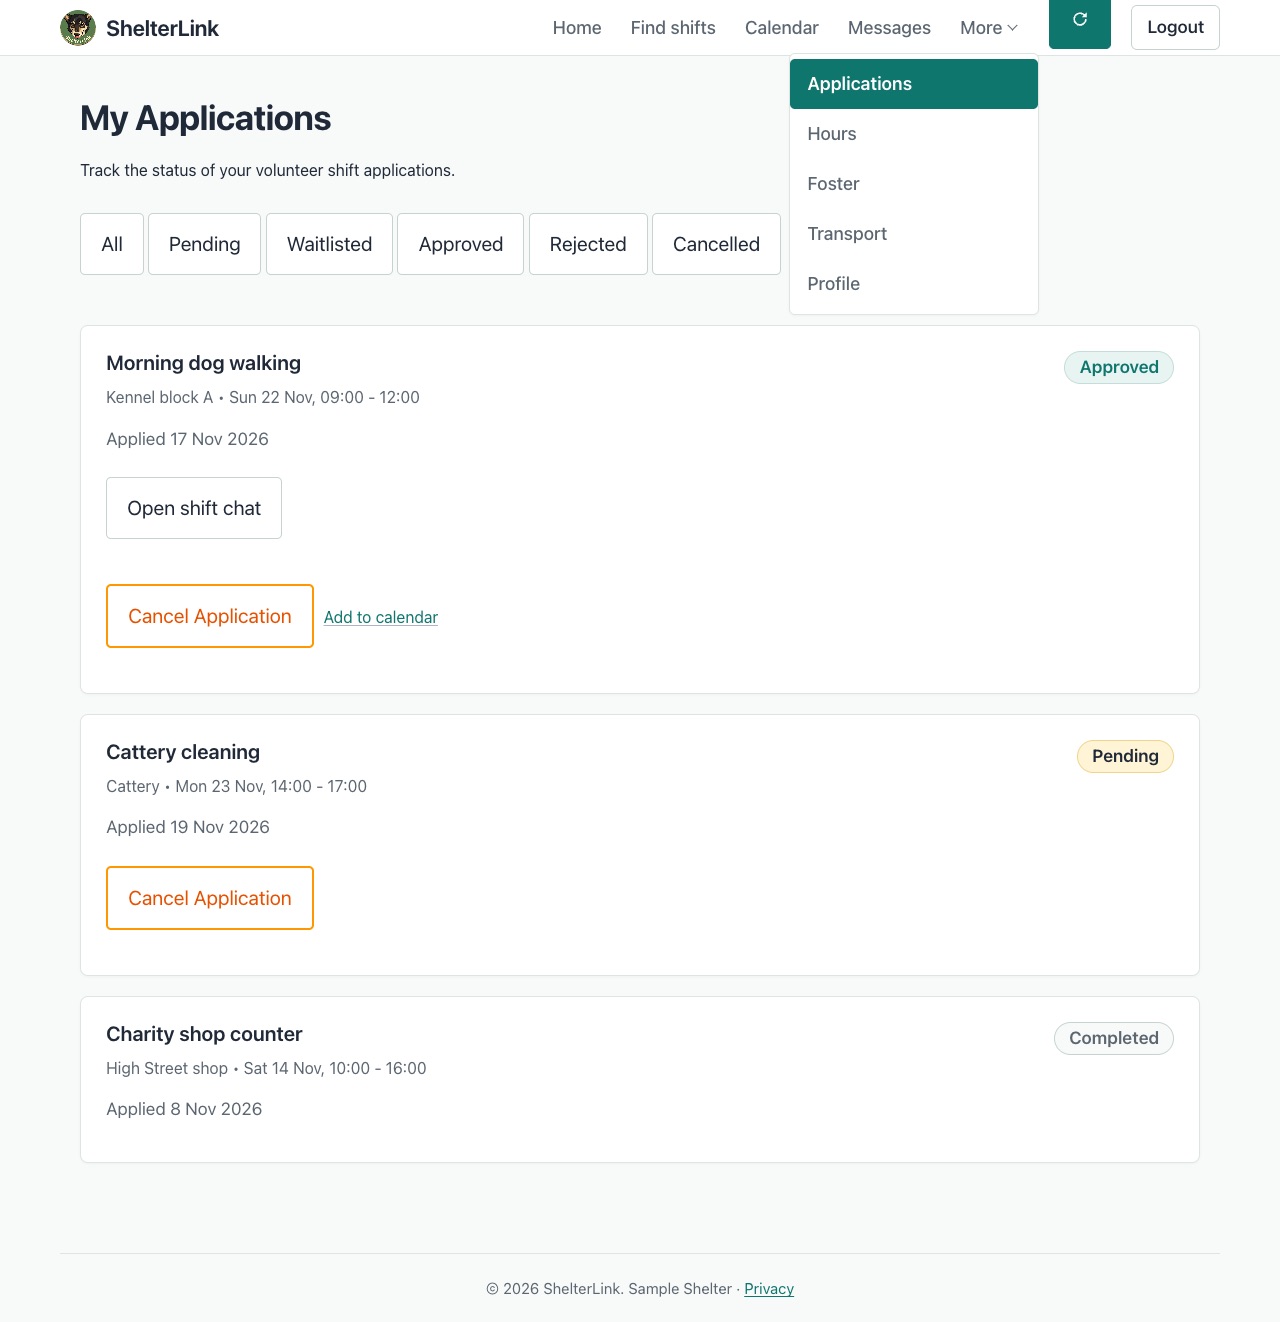 ShelterLink
Home
Find shifts
Calendar
Messages
More
Logout
Applications
Hours
Foster
Transport
Profile
My Applications
Track the status of your volunteer shift applications.
All
Pending
Waitlisted
Approved
Rejected
Cancelled
Morning dog walking
Approved
Kennel block A • Sun 22 Nov, 09:00 - 12:00
Applied 17 Nov 2026
Open shift chat
Cancel Application
Add to calendar
Cattery cleaning
Pending
Cattery • Mon 23 Nov, 14:00 - 17:00
Applied 19 Nov 2026
Cancel Application
Charity shop counter
Completed
High Street shop • Sat 14 Nov, 10:00 - 16:00
Applied 8 Nov 2026
© 2026 ShelterLink. Sample Shelter · Privacy